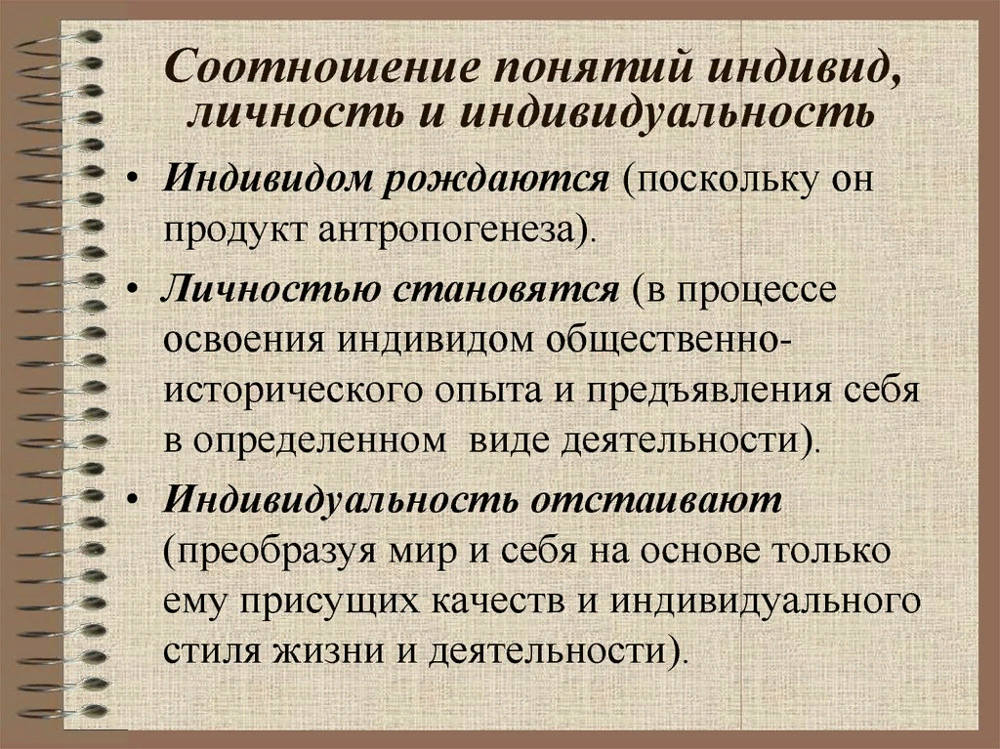 Соотношение понятий индивид,
личность и индивидуальность
• Индивидом рождаются (поскольку он
продукт антропогенеза).
• Личностью становятся (в процессе
освоения индивидом общественно-
исторического опыта и предъявления себя
в определенном виде деятельности).
• Индивидуальность отстаивают
(преобразуя мир и себя на основе только
ему присущих качеств и индивидуального
стиля жизни и деятельности).